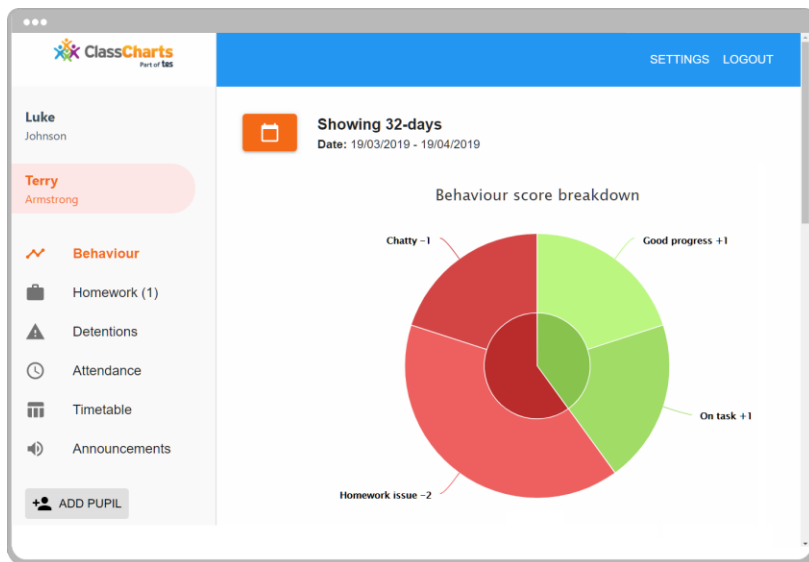 ClassCharts
Part of tes
SETTINGS LOGOUT
Luke
Johnson
Terry
Armstrong
Behaviour
Homework (1)
Detentions
Attendance
Timetable
Announcements
ADD PUPIL
Showing 32-days
Date: 19/03/2019 - 19/04/2019
Behaviour score breakdown
Chatty -1
Good progress +1
On task +1
Homework issue -2